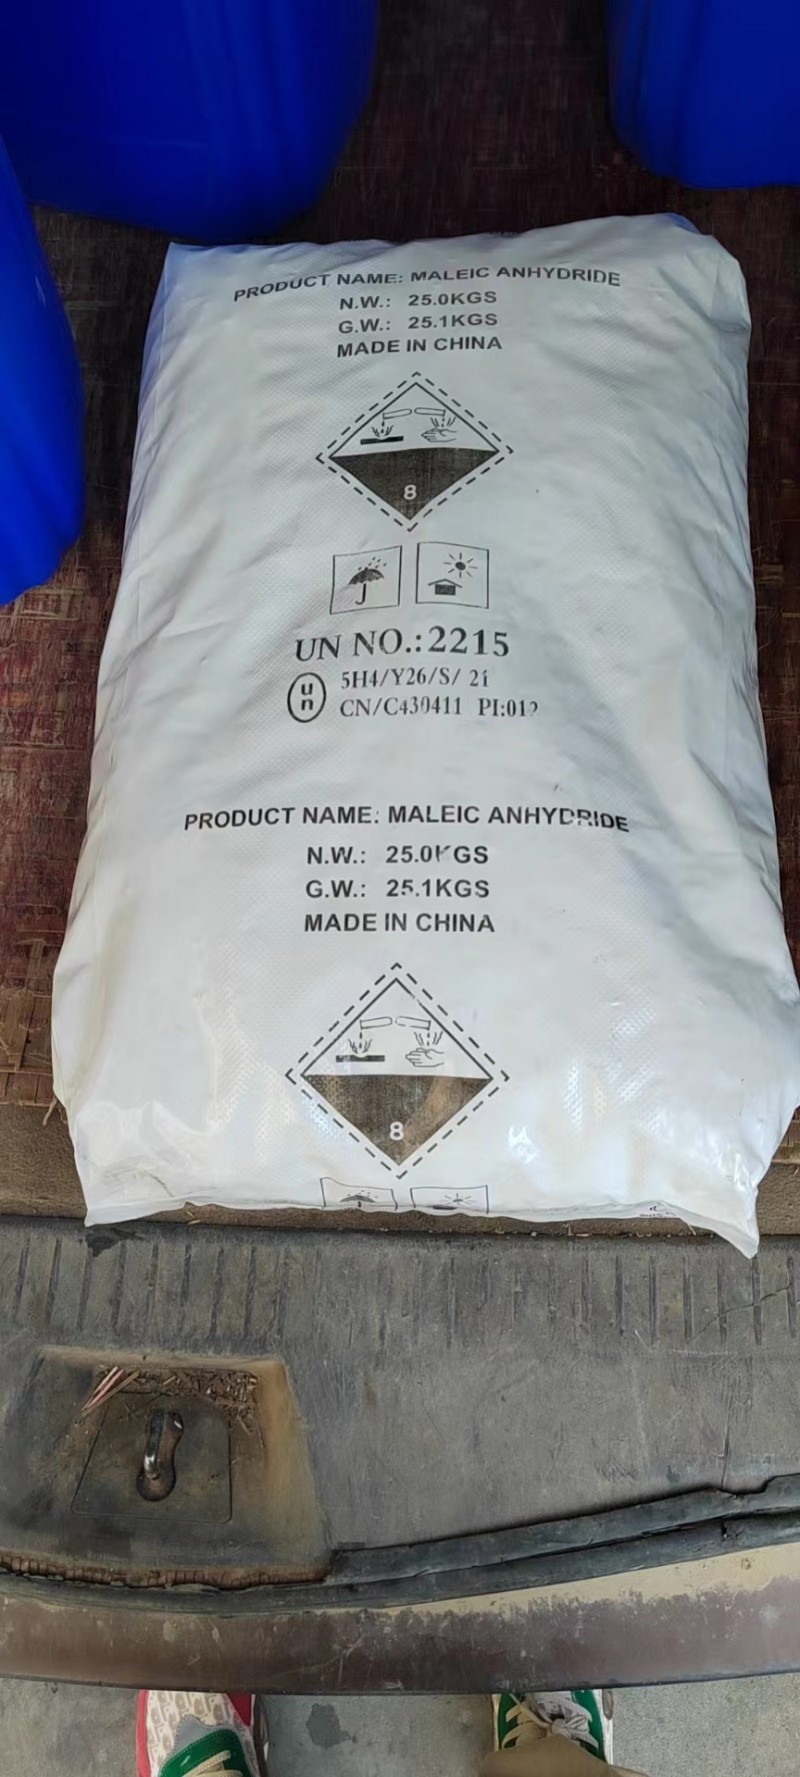 PRODUCT NAME: MALEIC ANHYDRIDE
N.W.: 25.0KGS
G.W.: 25.1KGS
MADE IN CHINA
8
UN NO.:2215
un
5H4/Y26/S/ 21
CN/C430411 PI:012
PRODUCT NAME: MALEIC ANHYDRIDE
N.W.: 25.0KGS
G.W.: 25.1KGS
MADE IN CHINA
8